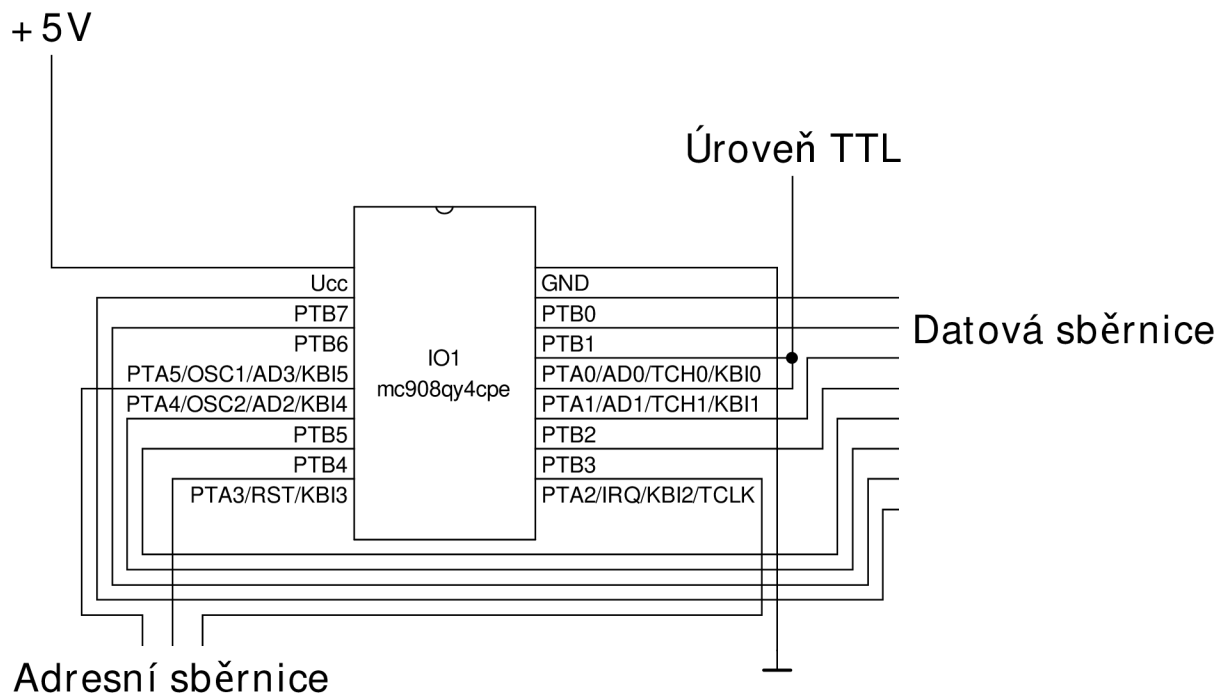 +5V
Úroveň TTL
Ucc
GND
PTB7
PTB0
Datová sběrnice
PTB6
PTB1
IO1
PTA5/OSC1/AD3/KBI5
PTA0/AD0/TCH0/KBI0
mc908qy4cpe
PTA4/OSC2/AD2/KBI4
PTA1/AD1/TCH1/KBI1
PTB5
PTB2
PTB4
PTB3
PTA3/RST/KBI3
PTA2/IRQ/KBI2/TCLK
Adresní sběrnice